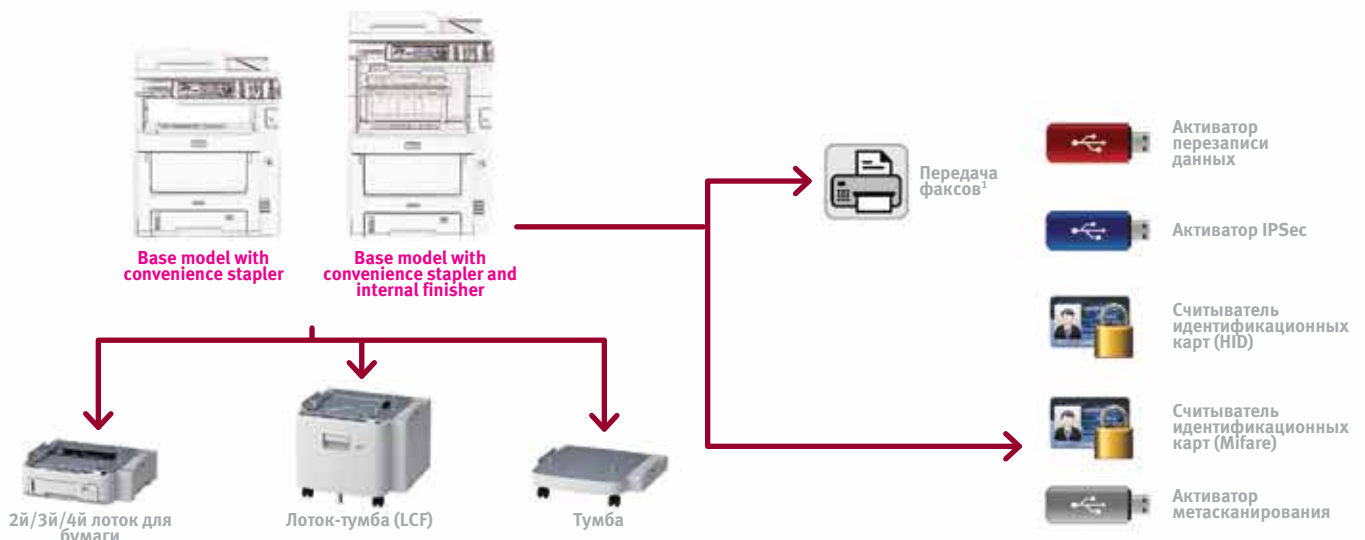 Base model with
convenience stapler
Base model with
convenience stapler and
internal finisher
2й/3й/4й лоток для
бумаги
Лоток-тумба (LCF)
Тумба
Передача
факсов¹
Активатор
перезаписи
данных
Активатор IPSec
Считыватель
идентификационных
карт (HID)
Считыватель
идентификационных
карт (Mifare)
Активатор
метасканирования